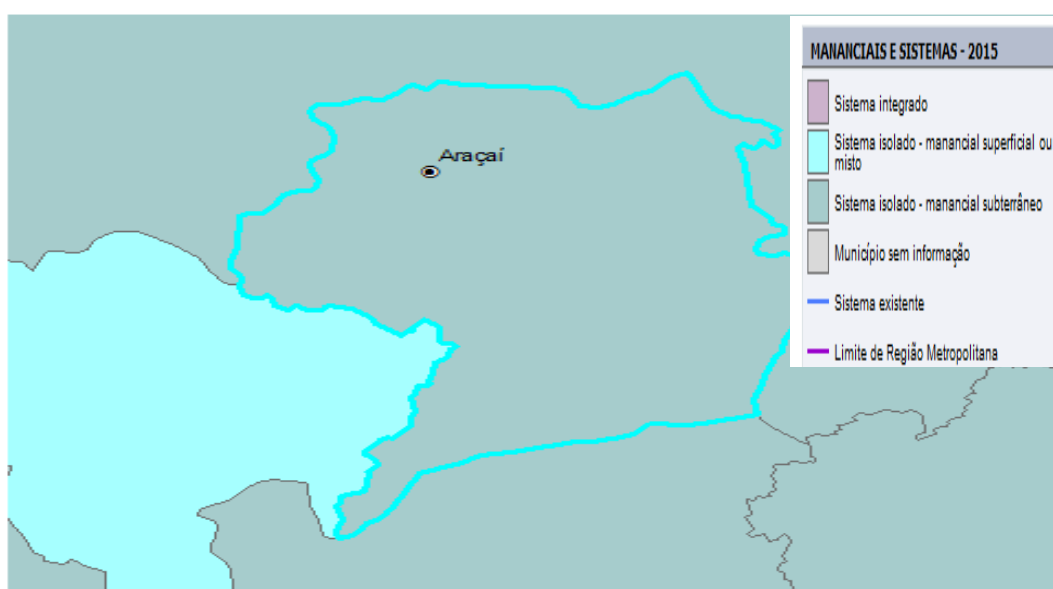 MANANCIAIS E SISTEMAS - 2015
Sistema integrado
Sistema isolado - manancial superficial ou
misto
Sistema isolado - manancial subterrâneo
Município sem informação
Sistema existente
Limite de Região Metropolitana
Araçaí